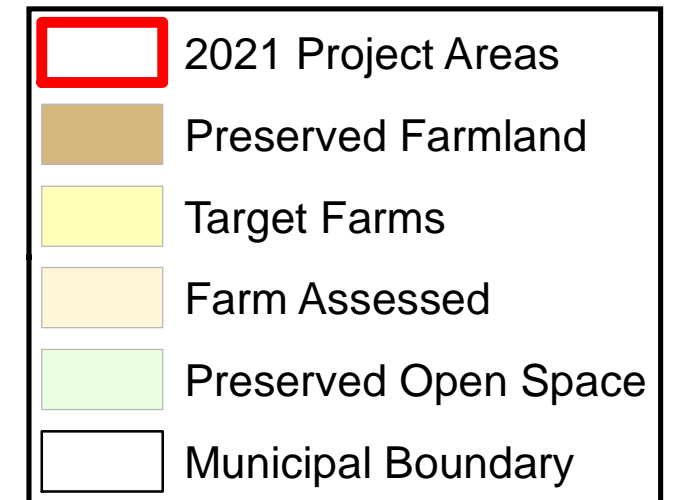 2021 Project Areas
Preserved Farmland
Target Farms
Farm Assessed
Preserved Open Space
Municipal Boundary